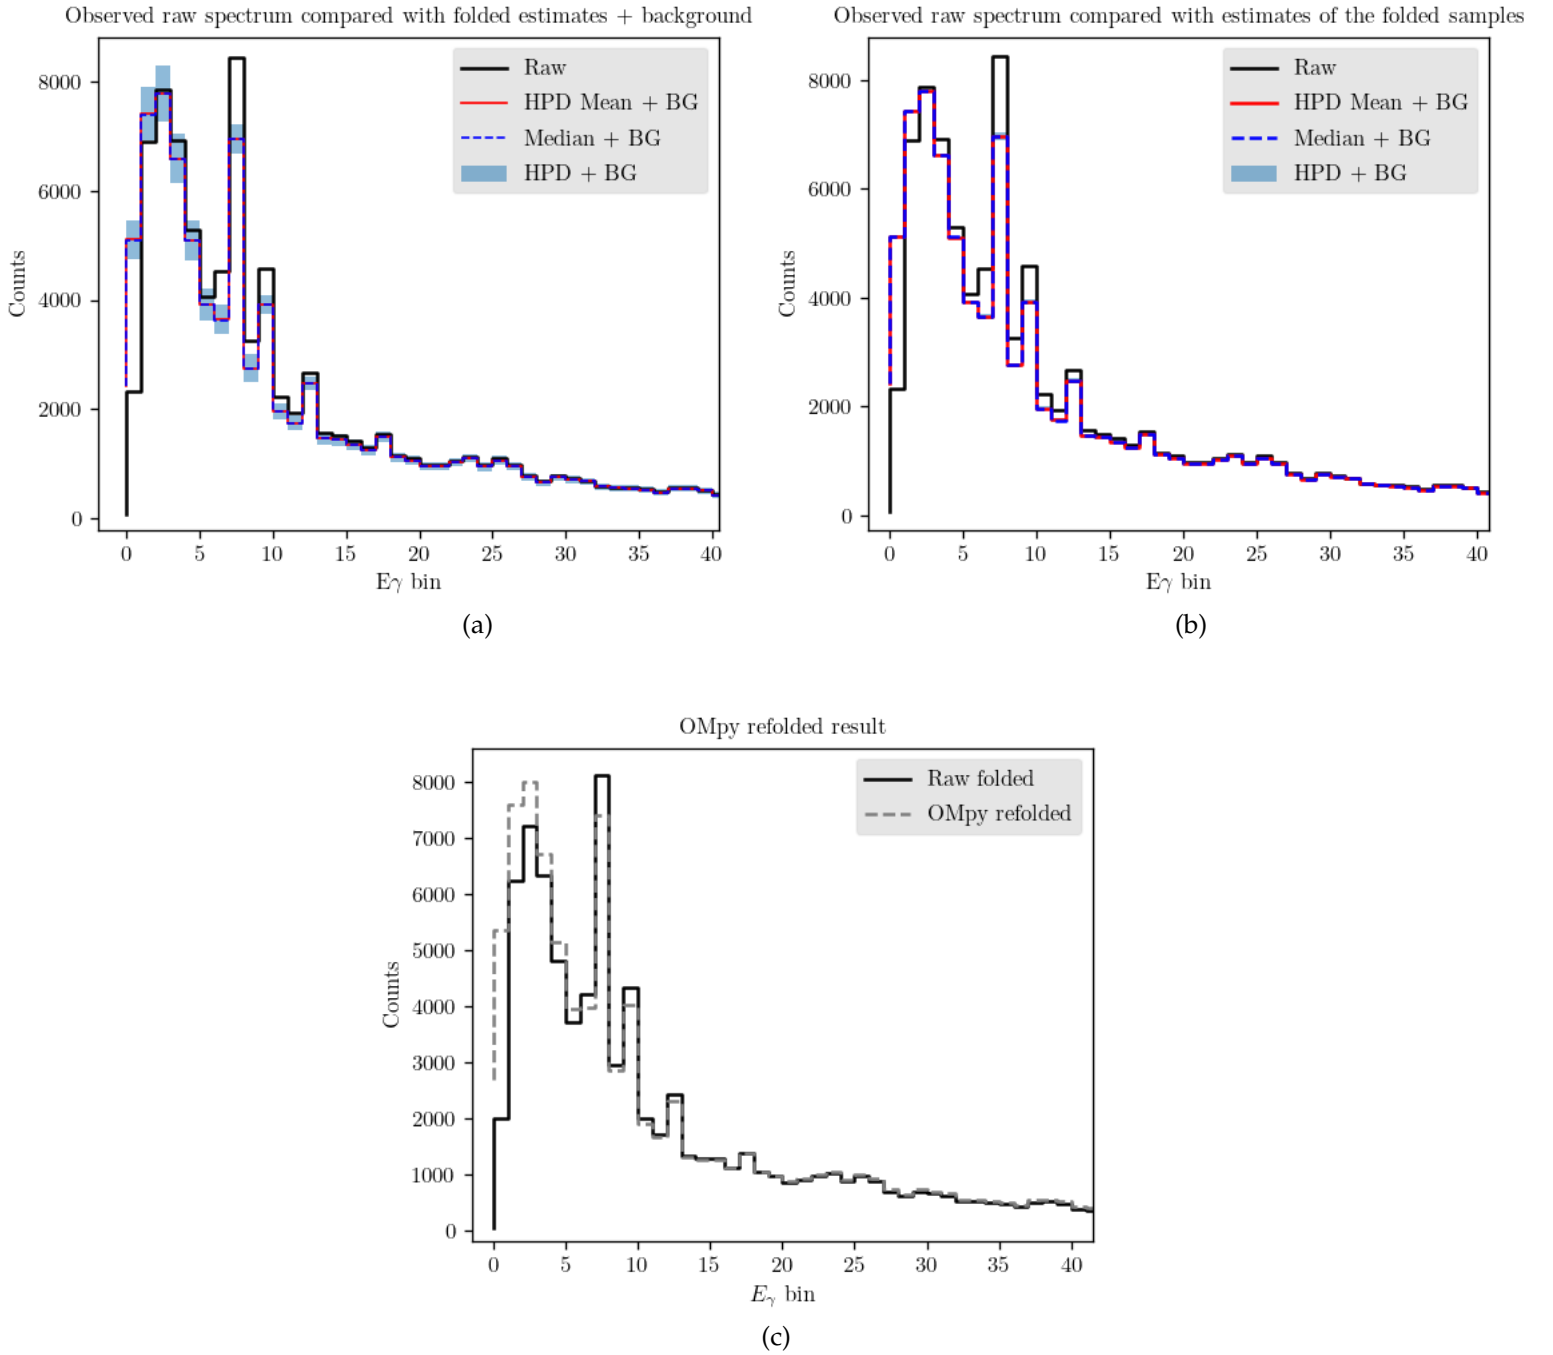 Observed raw spectrum compared with folded estimates + background
Raw
HPD Mean + BG
Median + BG
HPD + BG
Counts
8000
6000
4000
2000
0
0 5 10 15 20 25 30 35 40
Eγ bin
(a)
Observed raw spectrum compared with estimates of the folded samples
Raw
HPD Mean + BG
Median + BG
HPD + BG
Counts
8000
6000
4000
2000
0
0 5 10 15 20 25 30 35 40
Eγ bin
(b)
OMpy refolded result
Raw folded
OMpy refolded
Counts
8000
7000
6000
5000
4000
3000
2000
1000
0
0 5 10 15 20 25 30 35 40
Eγ bin
(c)